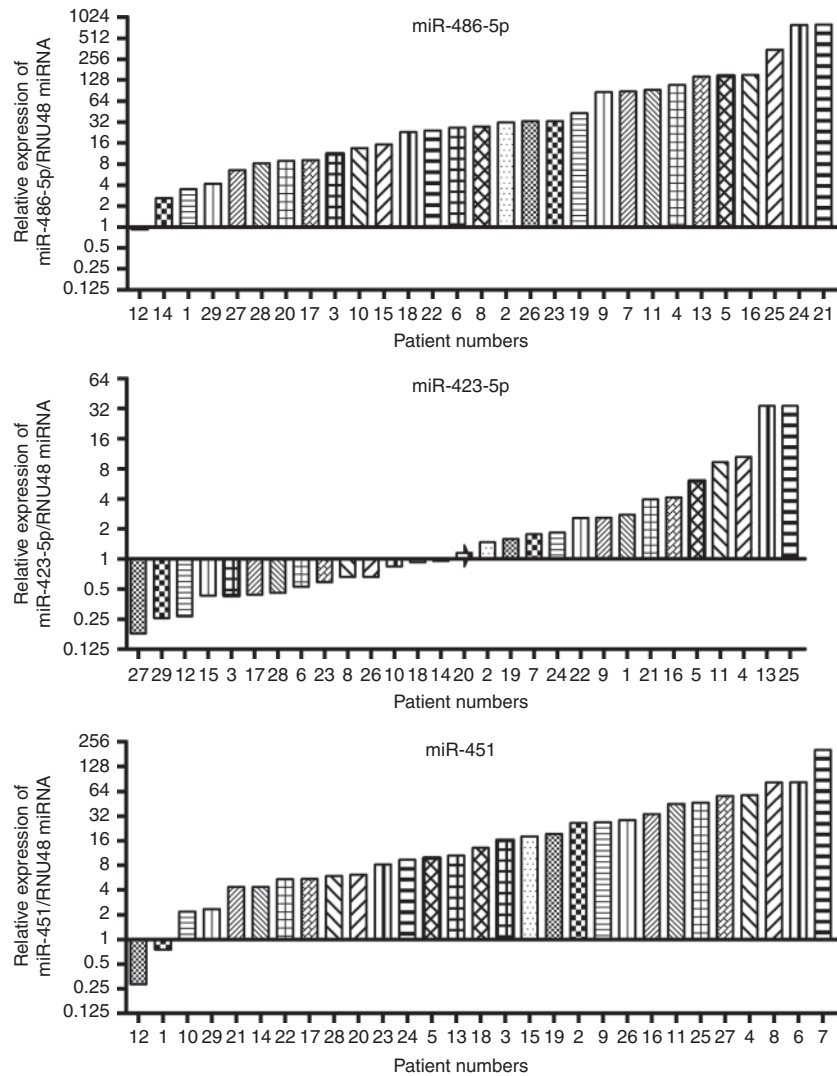 miR-486-5p
Relative expression of
miR-486-5p/RNU48 miRNA
1024
512
256
128
64
32
16
8
4
2
1
0.5
0.25
0.125
12 14 1 29 27 28 20 17 3 10 15 18 22 6 8 2 26 23 19 9 7 11 4 13 5 16 25 24 21
Patient numbers
miR-423-5p
Relative expression of
miR-423-5p/RNU48 miRNA
64
32
16
8
4
2
1
0.5
0.25
0.125
27 29 12 15 3 17 28 6 23 8 26 10 18 14 20 2 19 7 24 22 9 1 21 16 5 11 4 13 25
Patient numbers
miR-451
Relative expression of
miR-451/RNU48 miRNA
256
128
64
32
16
8
4
2
1
0.5
0.25
0.125
12 1 10 29 21 14 22 17 28 20 23 24 5 13 18 3 15 19 2 9 26 16 11 25 27 4 8 6 7
Patient numbers